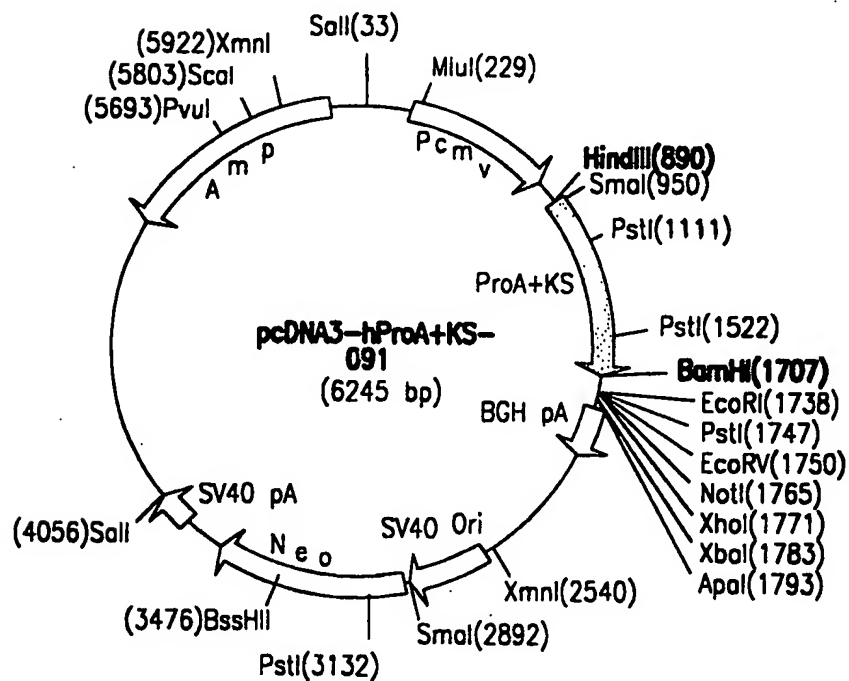 SalI(33)
(5922)XmnI
(5803)ScaI
(5693)PvuI
MluI(229)
Amp
Pcmv
HindIII(890)
SmaI(950)
PstI(1111)
ProA+KS
PstI(1522)
pcDNA3-hProA+KS-
091
(6245 bp)
BamHI(1707)
EcoRI(1738)
BGH pA
PstI(1747)
EcoRV(1750)
NotI(1765)
XhoI(1771)
XbaI(1783)
ApaI(1793)
SV40 pA
(4056)SalI
SV40 Ori
Neo
XmnI(2540)
(3476)BssHII
SmaI(2892)
PstI(3132)